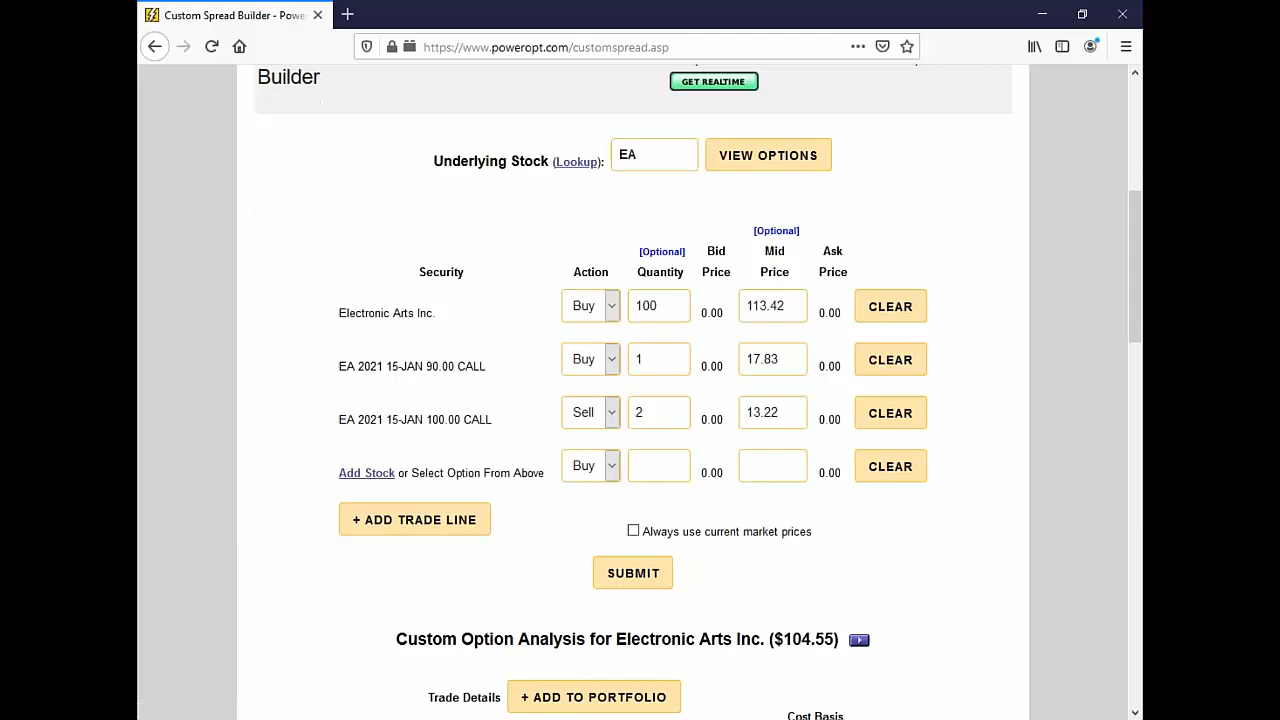 Custom Spread Builder - Powe
https://www.poweropt.com/customspread.asp
Builder
GET REALTIME
Underlying Stock (Lookup): EA VIEW OPTIONS
[Optional]
[Optional] Bid Mid Ask
Security Action Quantity Price Price Price
Electronic Arts Inc. Buy 100 0.00 113.42 0.00 CLEAR
EA 2021 15-JAN 90.00 CALL Buy 1 0.00 17.83 0.00 CLEAR
EA 2021 15-JAN 100.00 CALL Sell 2 0.00 13.22 0.00 CLEAR
Add Stock or Select Option From Above Buy 0.00 0.00 CLEAR
+ ADD TRADE LINE
Always use current market prices
SUBMIT
Custom Option Analysis for Electronic Arts Inc. ($104.55)
Trade Details + ADD TO PORTFOLIO
Cost Basis